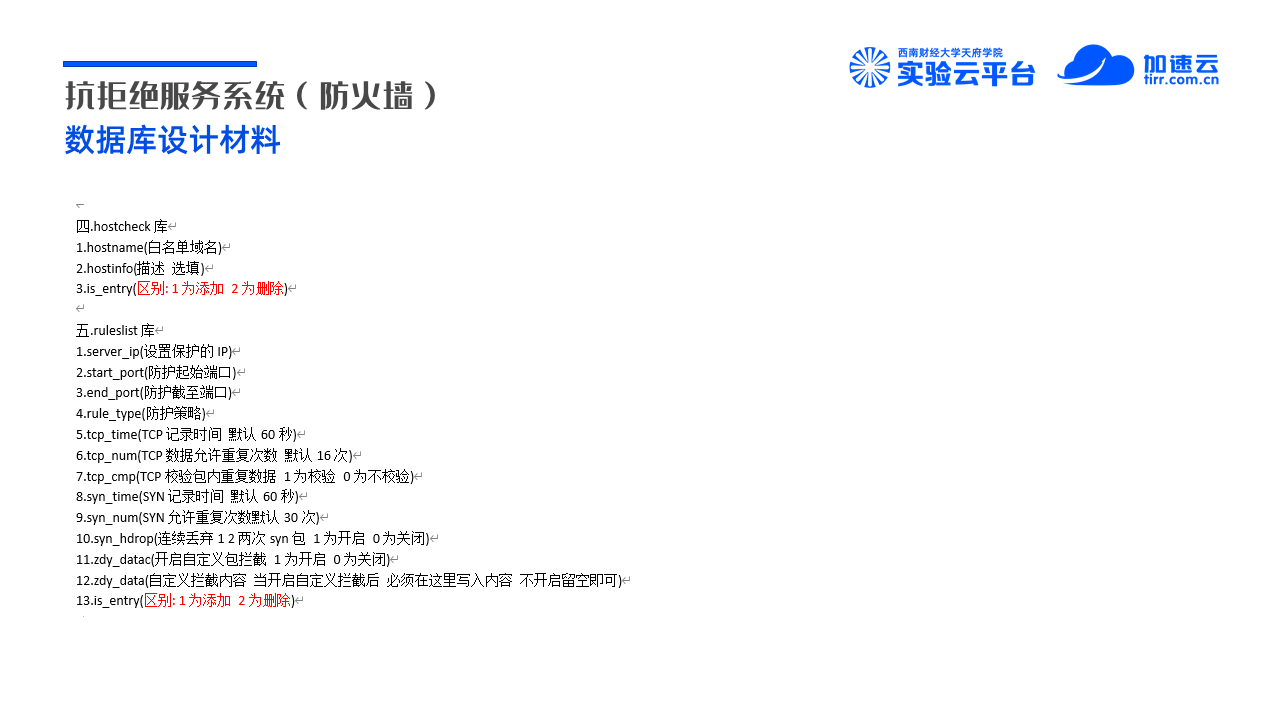 西南财经大学天府学院
实验云平台
加速云
tirr.com.cn
抗拒绝服务系统（防火墙）
数据库设计材料
四.hostcheck 库
1.hostname(白名单域名)
2.hostinfo(描述 选填)
3.is_entry(区别: 1 为添加 2 为删除)
五.ruleslist 库
1.server_ip(设置保护的 IP)
2.start_port(防护起始端口)
3.end_port(防护截至端口)
4.rule_type(防护策略)
5.tcp_time(TCP 记录时间 默认 60 秒)
6.tcp_num(TCP 数据允许重复次数 默认 16 次)
7.tcp_cmp(TCP 校验包内重复数据 1 为校验 0 为不校验)
8.syn_time(SYN 记录时间 默认 60 秒)
9.syn_num(SYN 允许重复次数默认 30 次)
10.syn_hdrop(连续丢弃 1 2 两次 syn 包 1 为开启 0 为关闭)
11.zdy_datac(开启自定义包拦截 1 为开启 0 为关闭)
12.zdy_data(自定义拦截内容 当开启自定义拦截后 必须在这里写入内容 不开启留空即可)
13.is_entry(区别: 1 为添加 2 为删除)